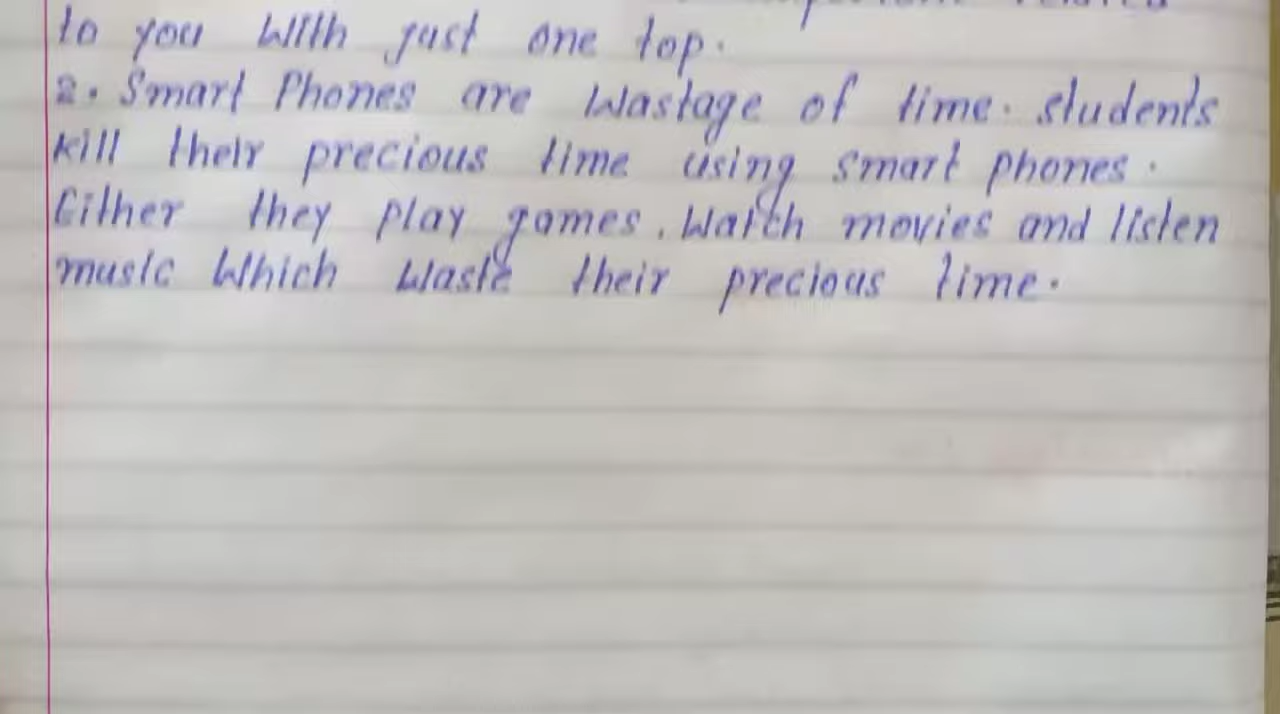 to you with just one top.
2. Smart Phones are wastage of time. students
kill their precious time using smart phones.
Either they play games, watch movies and listen
music which waste their precious time.